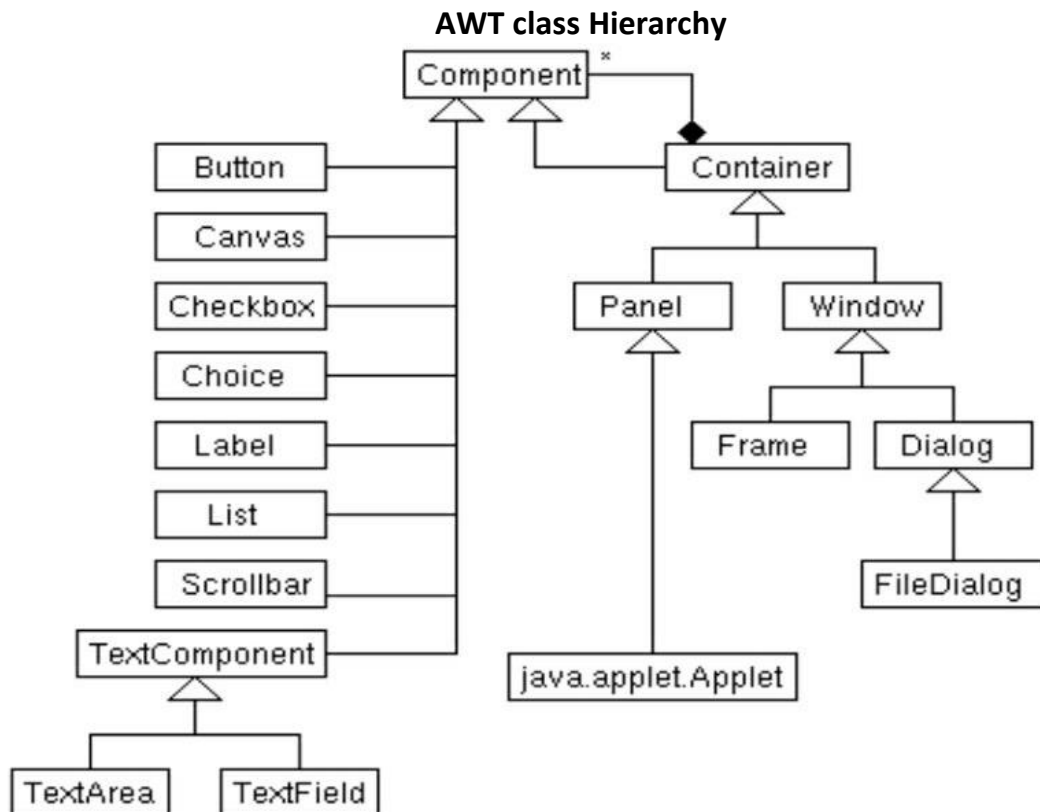 AWT class Hierarchy
Component
*
Button
Container
Canvas
Checkbox
Panel
Window
Choice
Label
Frame
Dialog
List
Scrollbar
FileDialog
TextComponent
java.applet.Applet
TextArea
TextField